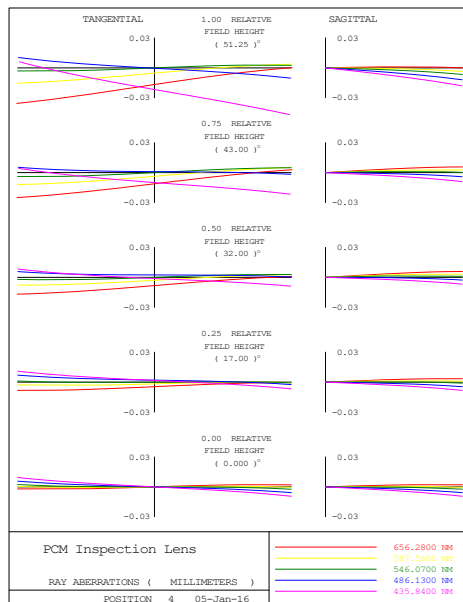 TANGENTIAL 1.00 RELATIVE SAGITTAL
FIELD HEIGHT
0.03 ( 51.25 )° 0.03
-0.03 -0.03
0.75 RELATIVE
FIELD HEIGHT
0.03 ( 43.00 )° 0.03
-0.03 -0.03
0.50 RELATIVE
FIELD HEIGHT
0.03 ( 32.00 )° 0.03
-0.03 -0.03
0.25 RELATIVE
FIELD HEIGHT
0.03 ( 17.00 )° 0.03
-0.03 -0.03
0.00 RELATIVE
FIELD HEIGHT
0.03 ( 0.000 )° 0.03
-0.03 -0.03
PCM Inspection Lens
RAY ABERRATIONS ( MILLIMETERS )
POSITION 4 05-Jan-16
656.2800 NM
NM
546.0700 NM
486.1300 NM
435.8400 NM